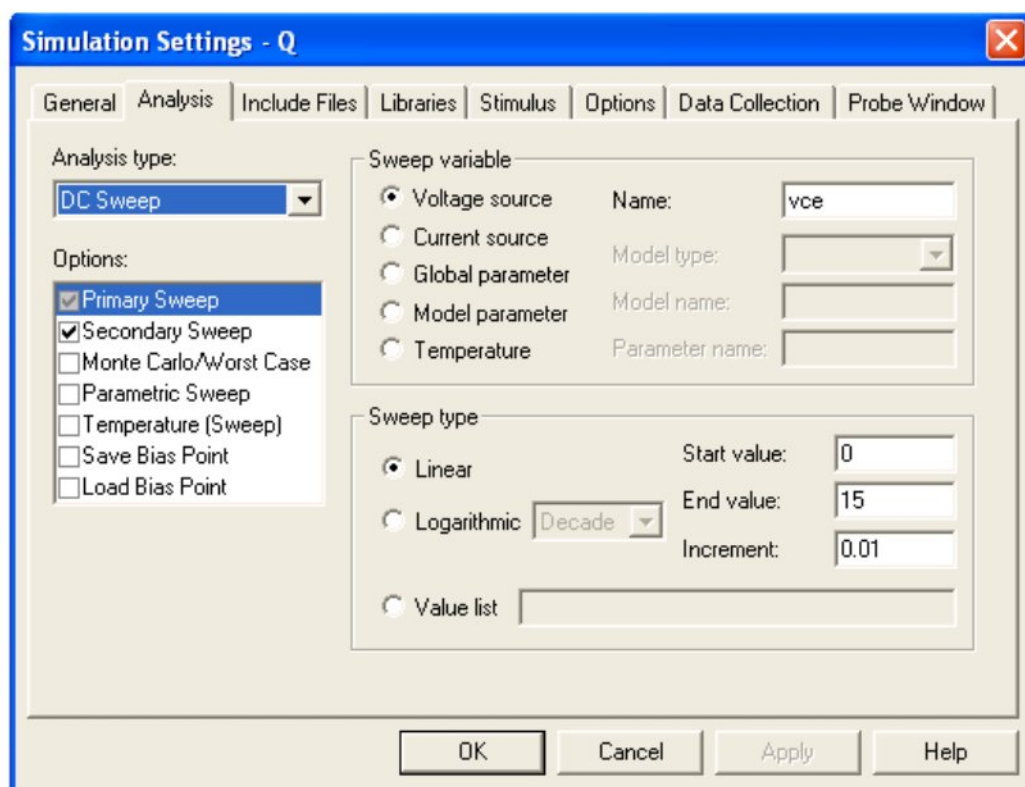 Simulation Settings - Q
General Analysis Include Files Libraries Stimulus Options Data Collection Probe Window
Analysis type:
DC Sweep
Options:
Primary Sweep
Secondary Sweep
Monte Carlo/Worst Case
Parametric Sweep
Temperature (Sweep)
Save Bias Point
Load Bias Point
Sweep variable
Voltage source
Current source
Global parameter
Model parameter
Temperature
Name: vce
Model type:
Model name:
Parameter name:
Sweep type
Linear
Logarithmic Decade
Value list
Start value: 0
End value: 15
Increment: 0.01
OK Cancel Apply Help